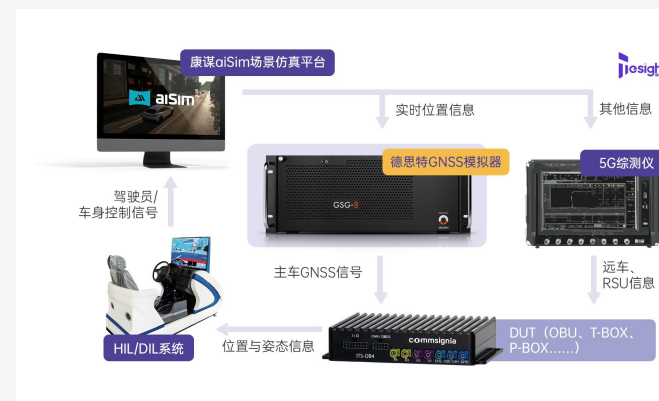 康谋aiSim场景仿真平台
aiSim
实时位置信息
其他信息
德思特GNSS模拟器
5G综测仪
GSG-8
驾驶员/
车身控制信号
主车GNSS信号
远车、
RSU信息
HIL/DIL系统
位置与姿态信息
commsignia
ITS-OB4
DUT（OBU、T-BOX、
P-BOX……）